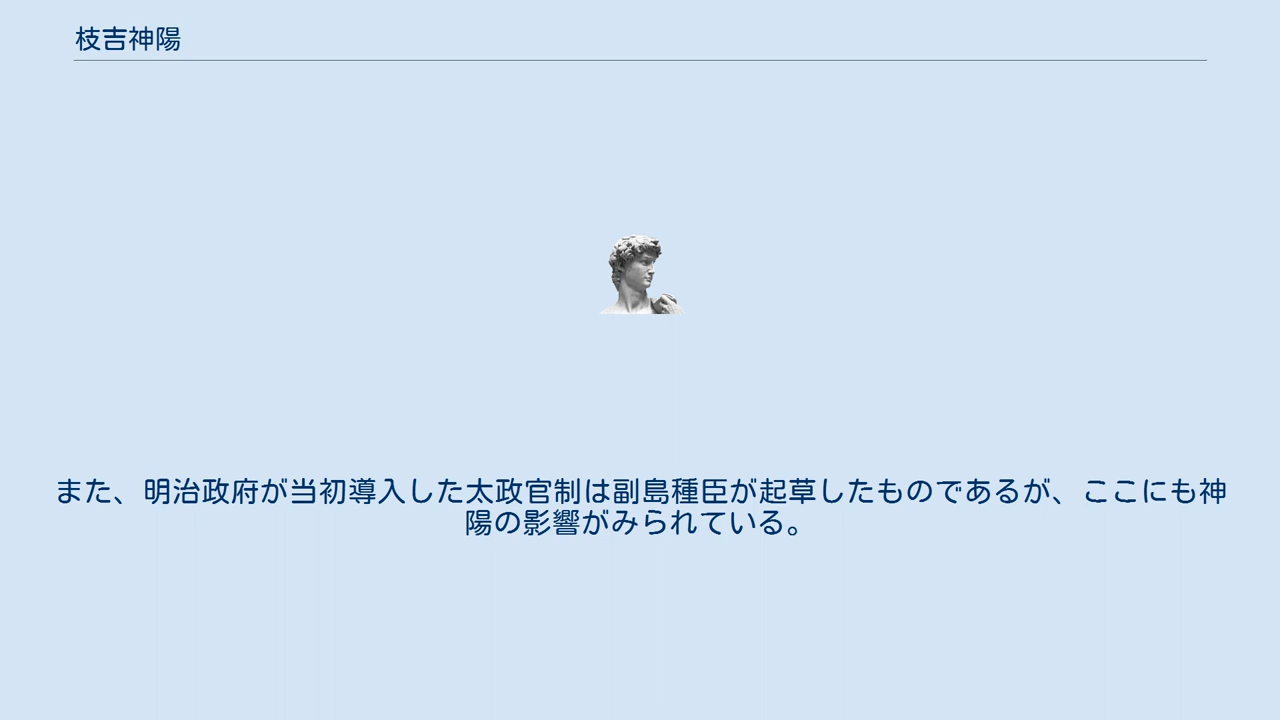 枝吉神陽
また、明治政府が当初導入した太政官制は副島種臣が起草したものであるが、ここにも神
陽の影響がみられている。